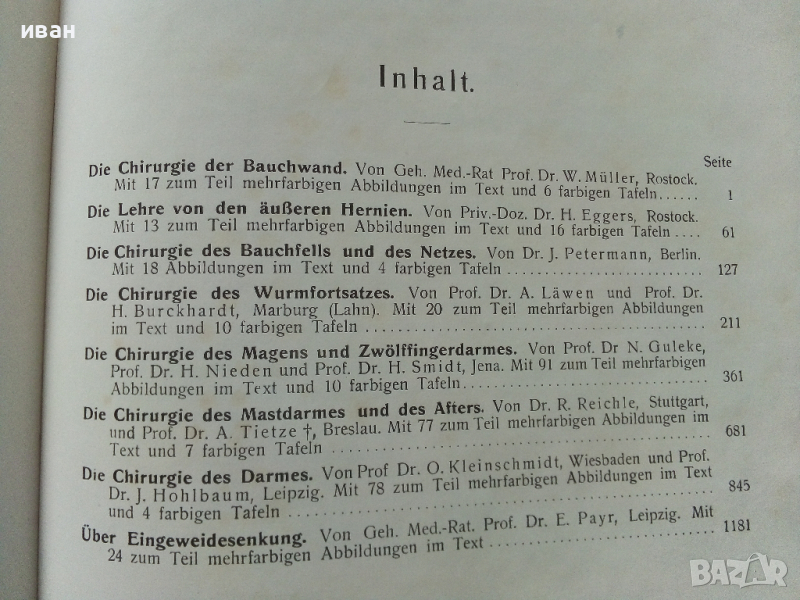 иван
Inhalt.
Seite
Die Chirurgie der Bauchwand. Von Geh. Med.-Rat Prof. Dr. W. Müller, Rostock.
Mit 17 zum Teil mehrfarbigen Abbildungen im Text und 6 farbigen Tafeln...... 1
Die Lehre von den äußeren Hernien. Von Priv.-Doz. Dr. H. Eggers, Rostock.
Mit 13 zum Teil mehrfarbigen Abbildungen im Text und 16 farbigen Tafeln.... 61
Die Chirurgie des Bauchfells und des Netzes. Von Dr. J. Petermann, Berlin.
Mit 18 Abbildungen im Text und 4 farbigen Tafeln ........................ 127
Die Chirurgie des Wurmfortsatzes. Von Prof. Dr. A. Läwen und Prof. Dr.
H. Burckhardt, Marburg (Lahn). Mit 20 zum Teil mehrfarbigen Abbildungen
im Text und 10 farbigen Tafeln ........................ 211
Die Chirurgie des Magens und Zwölffingerdarmes. Von Prof. Dr N. Guleke,
Prof. Dr. H. Nieden und Prof. Dr. H. Smidt, Jena. Mit 91 zum Teil mehrfarbigen
Abbildungen im Text und 10 farbigen Tafeln ........................ 361
Die Chirurgie des Mastdarmes und des Afters. Von Dr. R. Reichle, Stuttgart,
und Prof. Dr. A. Tietze †, Breslau. Mit 77 zum Teil mehrfarbigen Abbildungen im
Text und 7 farbigen Tafeln ........................ 681
Die Chirurgie des Darmes. Von Prof Dr. O. Kleinschmidt, Wiesbaden und Prof.
Dr. J. Hohlbaum, Leipzig. Mit 78 zum Teil mehrfarbigen Abbildungen im Text
und 4 farbigen Tafeln ........................ 845
Über Eingeweidesenkung. Von Geh. Med.-Rat. Prof. Dr. E. Payr, Leipzig. Mit
24 zum Teil mehrfarbigen Abbildungen im Text ........................ 1181
BAZAR